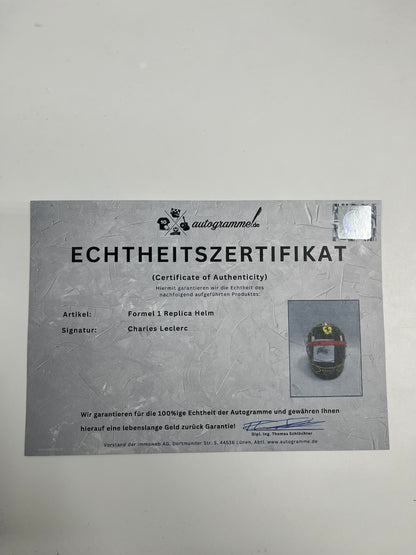 autogramme.de
ECHTHEITSZERTIFIKAT
(Certificate of Authenticity)
Hiermit garantieren wir die Echtheit des
nachfolgend aufgeführten Produktes:
Artikel: Formel 1 Replica Helm
Signatur: Charles Leclerc
Wir garantieren für die 100%ige Echtheit der Autogramme und gewähren Ihnen
hierauf eine lebenslange Geld zurück Garantie!
Dipl. Ing. Thomas Schlächter
Vorstand der immoweb AG, Dortmunder Str. 5, 44536 Lünen, Abtl. www.autogramme.de